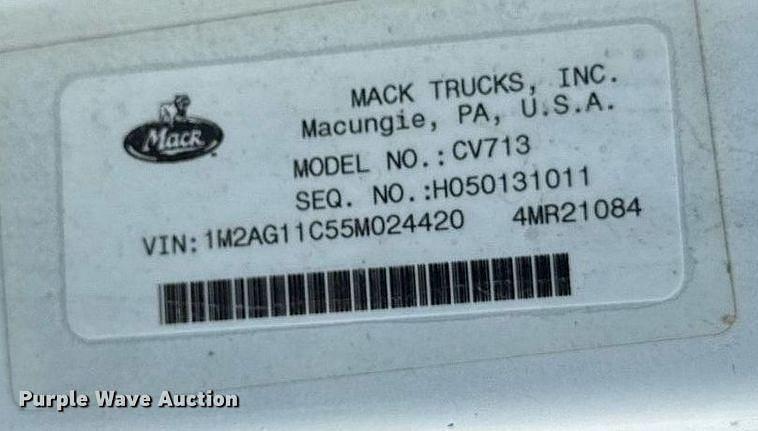 MACK TRUCKS, INC.
Macungie, PA, U.S.A.
Mack
MODEL NO.:CV713
SEQ. NO.:H050131011
VIN:1M2AG11C55M024420 4MR21084
Purple Wave Auction